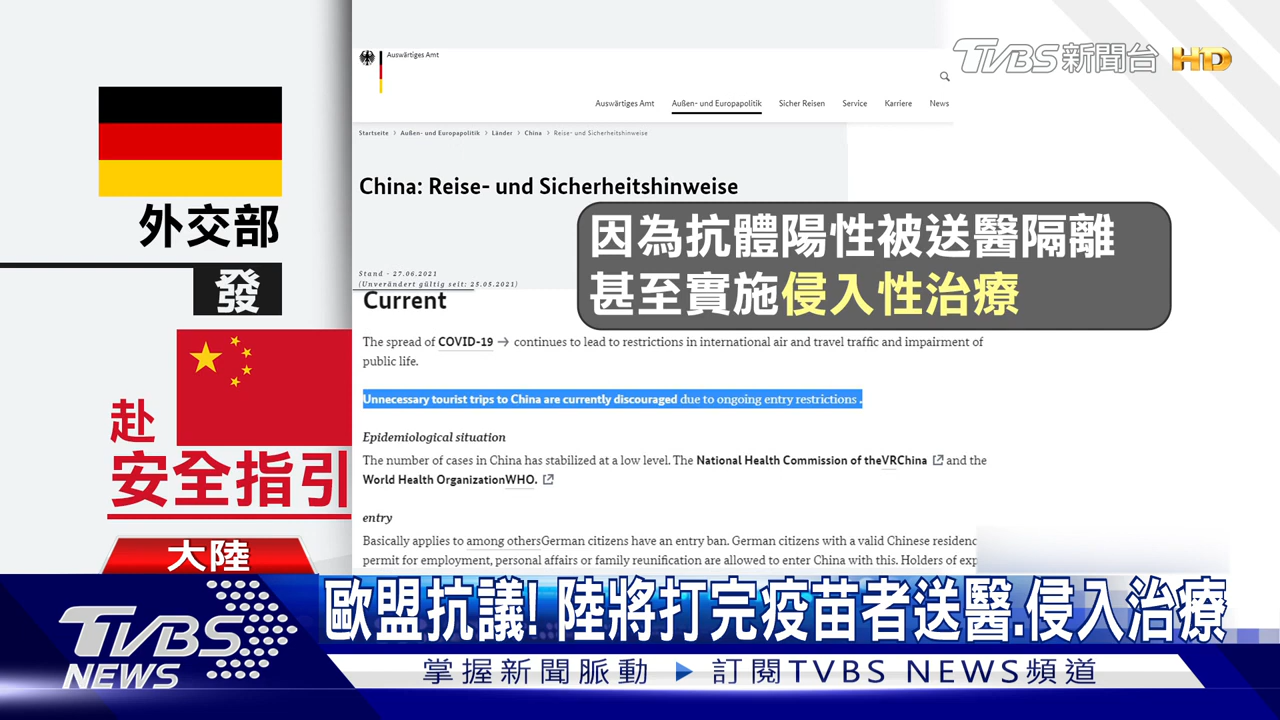 TVBS新聞台 HD
Auswärtiges Amt
Auswärtiges Amt Außen- und Europapolitik Sicher Reisen Service Karriere News
Startseite > Außen- und Europapolitik > Länder > China > Reise- und Sicherheitshinweise
China: Reise- und Sicherheitshinweise
外交部
發
赴
安全指引
因為抗體陽性被送醫隔離
甚至實施侵入性治療
Stand - 27.06.2021
(Unverändert gültig seit: 25.05.2021)
Current
The spread of COVID-19 → continues to lead to restrictions in international air and travel traffic and impairment of
public life.
Unnecessary tourist trips to China are currently discouraged due to ongoing entry restrictions .
Epidemiological situation
The number of cases in China has stabilized at a low level. The National Health Commission of theVRChina and the
World Health OrganizationWHO.
entry
Basically applies to among othersGerman citizens have an entry ban. German citizens with a valid Chinese residenc
permit for employment, personal affairs or family reunification are allowed to enter China with this. Holders of exp
大陸
歐盟抗議! 陸將打完疫苗者送醫.侵入治療
TVBS
NEWS
掌握新聞脈動 ▶ 訂閱TVBS NEWS頻道